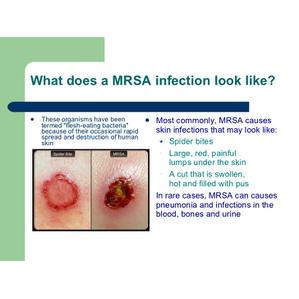 What does a MRSA infection look like?
These organisms have been
termed "flesh-eating bacteria"
because of their occasional rapid
spread and destruction of human
skin
Spider Bite
MRSA
Most commonly, MRSA causes
skin infections that may look like:
Spider bites
Large, red, painful
lumps under the skin
A cut that is swollen,
hot and filled with pus
In rare cases, MRSA can causes
pneumonia and infections in the
blood, bones and urine